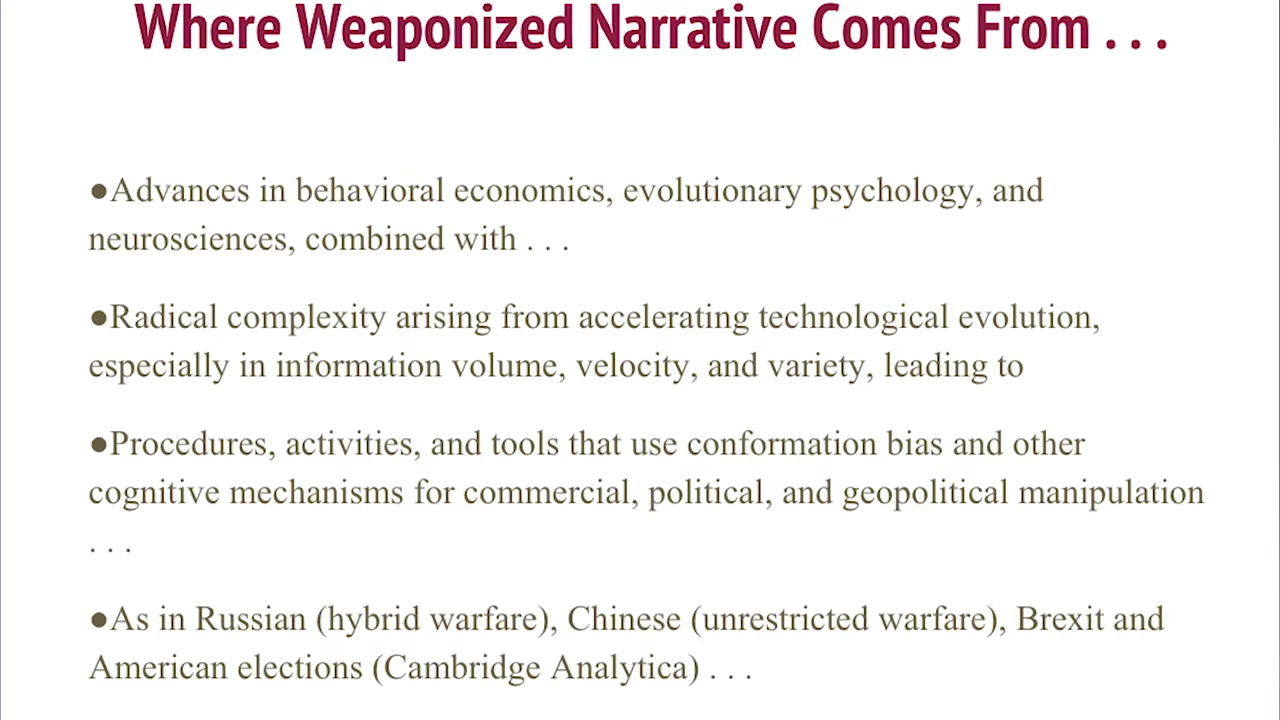 Where Weaponized Narrative Comes From . . .
●Advances in behavioral economics, evolutionary psychology, and
neurosciences, combined with . . .
●Radical complexity arising from accelerating technological evolution,
especially in information volume, velocity, and variety, leading to
●Procedures, activities, and tools that use conformation bias and other
cognitive mechanisms for commercial, political, and geopolitical manipulation
. . .
●As in Russian (hybrid warfare), Chinese (unrestricted warfare), Brexit and
American elections (Cambridge Analytica) . . .